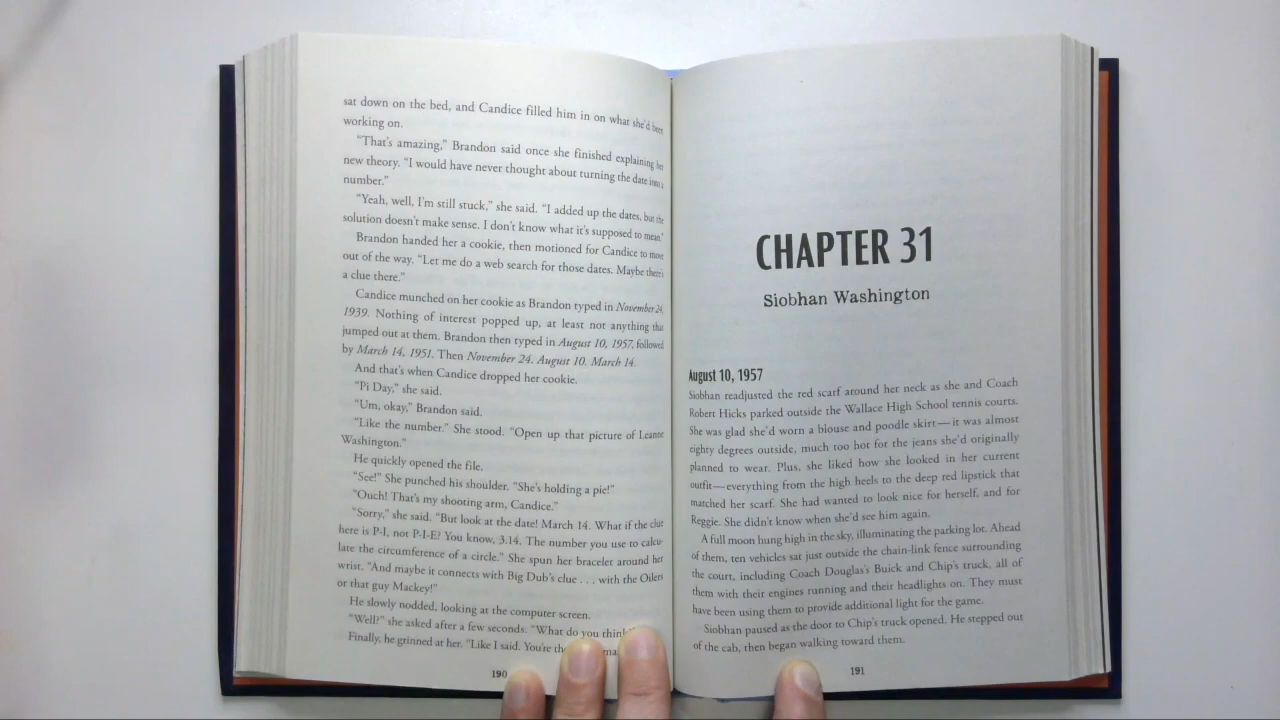 sat down on the bed, and Candice filled him in on what she'd been
working on.
"That's amazing," Brandon said once she finished explaining her
new theory. "I would have never thought about turning the date into a
number."
"Yeah, well, I'm still stuck," she said. "I added up the dates, but the
solution doesn't make sense. I don't know what it's supposed to mean."
Brandon handed her a cookie, then motioned for Candice to move
out of the way. "Let me do a web search for those dates. Maybe there's
a clue there."
Candice munched on her cookie as Brandon typed in November 24,
1939. Nothing of interest popped up, at least not anything that
jumped out at them. Brandon then typed in August 10, 1957, followed
by March 14, 1951. Then November 24. August 10. March 14.
And that's when Candice dropped her cookie.
"Pi Day," she said.
"Um, okay," Brandon said.
"Like the number." She stood. "Open up that picture of Leanne
Washington."
He quickly opened the file.
"See!" She punched his shoulder. "She's holding a pie!"
"Ouch! That's my shooting arm, Candice."
"Sorry," she said. "But look at the date! March 14. What if the clue
here is P-I, not P-I-E? You know, 3.14. The number you use to calcu-
late the circumference of a circle." She spun her bracelet around her
wrist. "And maybe it connects with Big Dub's clue . . . with the Oilers
or that guy Mackey!"
He slowly nodded, looking at the computer screen.
"Well?" she asked after a few seconds. "What do you think
Finally, he grinned at her. "Like I said. You're
190
CHAPTER 31
Siobhan Washington
August 10, 1957
Siobhan readjusted the red scarf around her neck as she and Coach
Robert Hicks parked outside the Wallace High School tennis courts.
She was glad she'd worn a blouse and poodle skirt—it was almost
eighty degrees outside, much too hot for the jeans she'd originally
planned to wear. Plus, she liked how she looked in her current
outfit—everything from the high heels to the deep red lipstick that
matched her scarf. She had wanted to look nice for herself, and for
Reggie. She didn't know when she'd see him again.
A full moon hung high in the sky, illuminating the parking lot. Ahead
of them, ten vehicles sat just outside the chain-link fence surrounding
the court, including Coach Douglas's Buick and Chip's truck, all of
them with their engines running and their headlights on. They must
have been using them to provide additional light for the game.
Siobhan paused as the door to Chip's truck opened. He stepped out
of the cab, then began walking toward them.
191